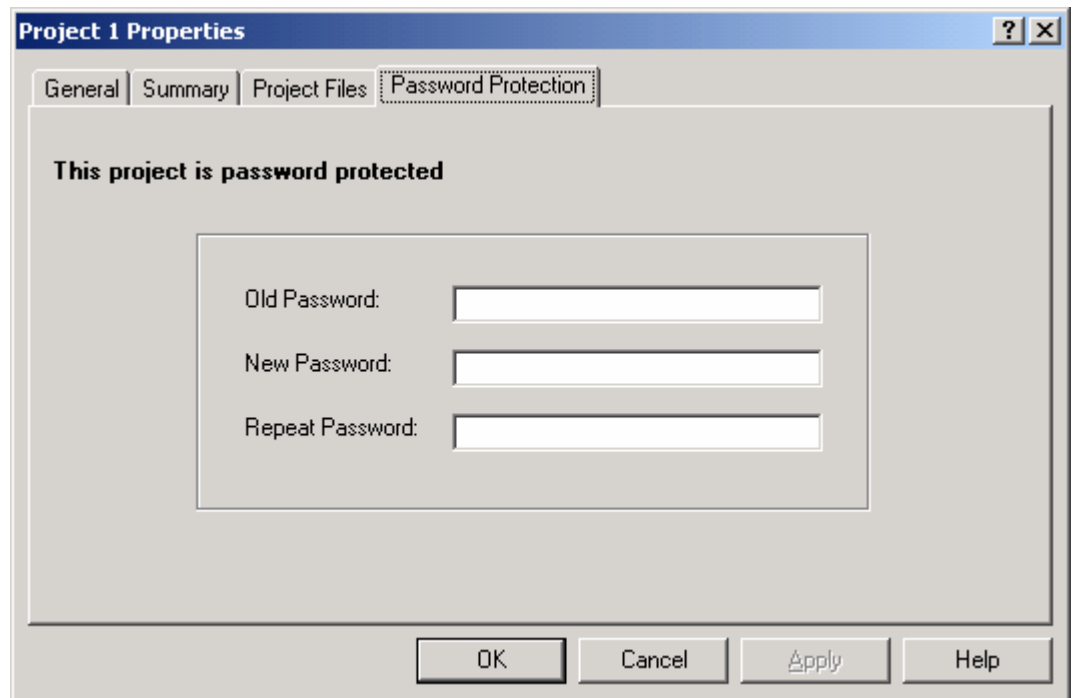 Project 1 Properties
General Summary Project Files Password Protection
This project is password protected
Old Password:
New Password:
Repeat Password:
OK Cancel Apply Help